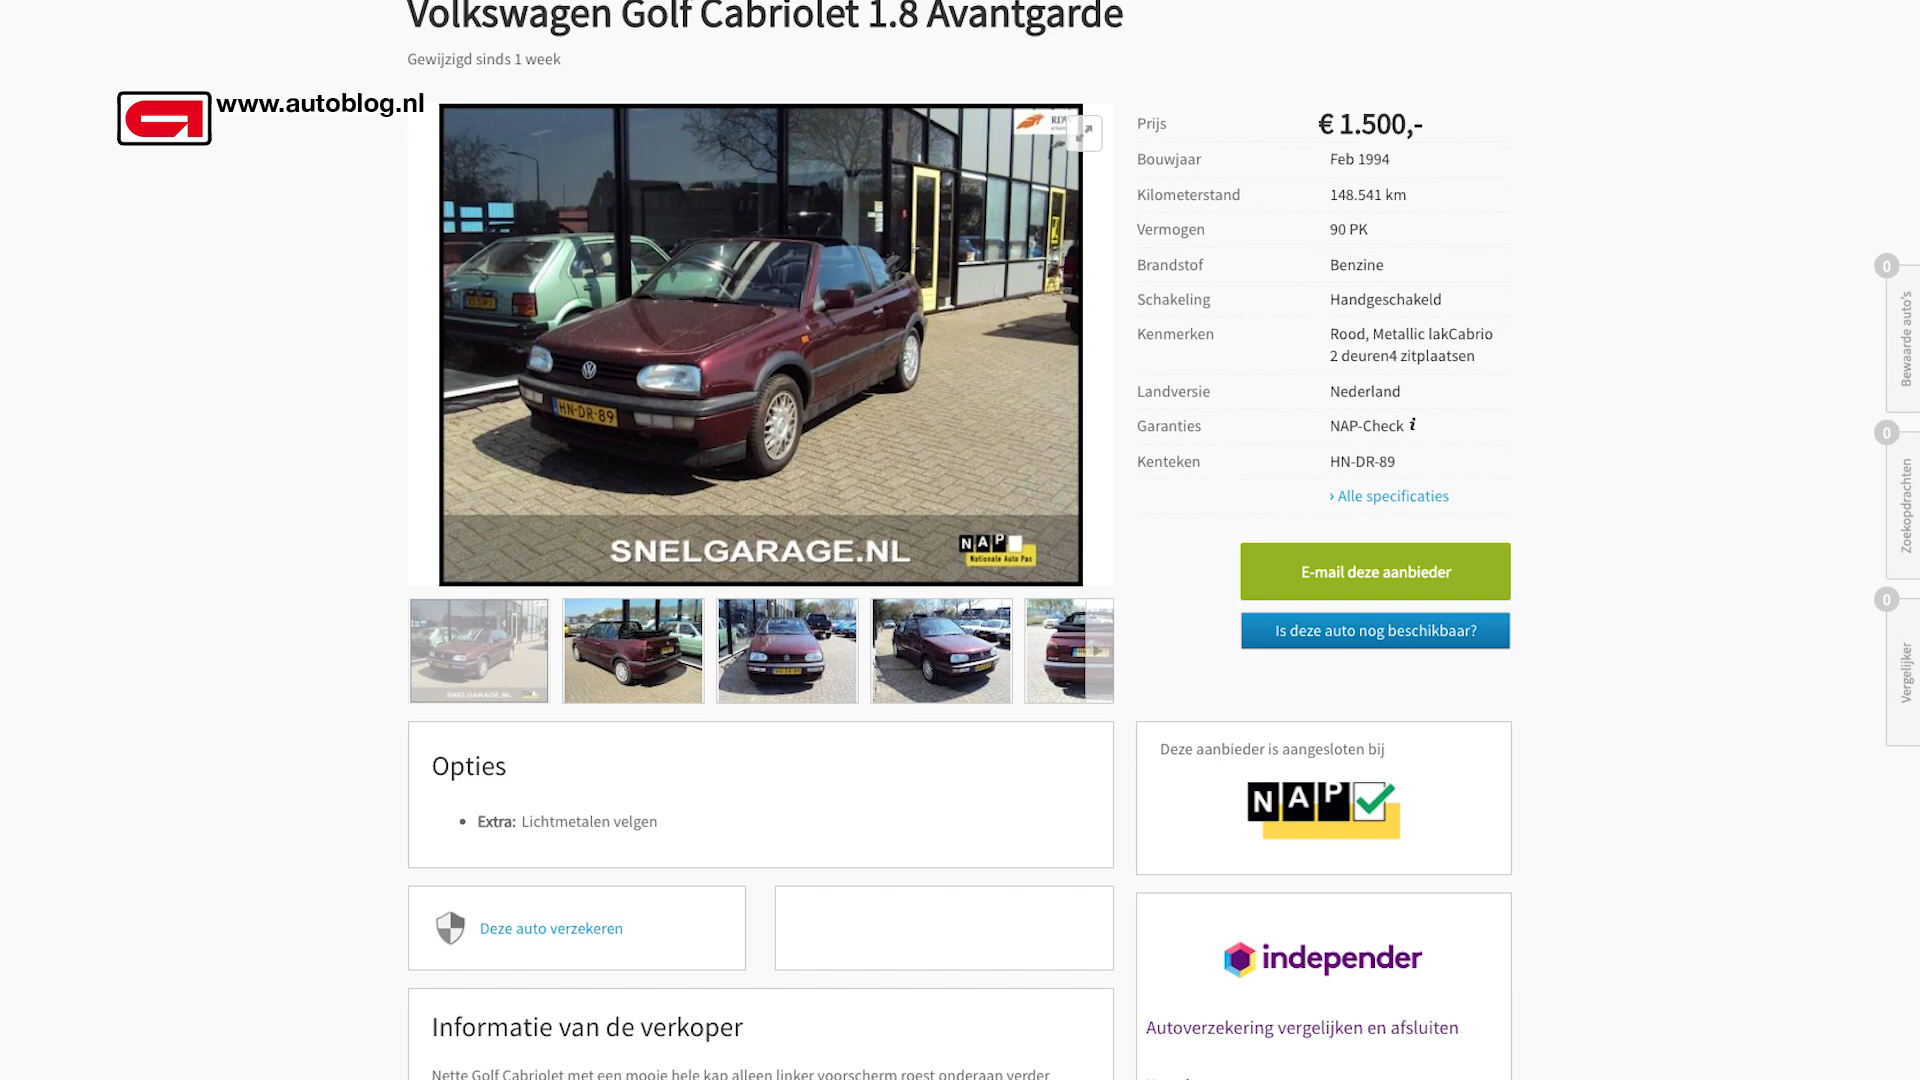 Volkswagen Golf Cabriolet 1.8 Avantgarde
Gewijzigd sinds 1 week
www.autoblog.nl
Prijs € 1.500,-
Bouwjaar Feb 1994
Kilometerstand 148.541 km
Vermogen 90 PK
Brandstof Benzine
Schakeling Handgeschakeld
Kenmerken Rood, Metallic lakCabrio
2 deuren4 zitplaatsen
Landversie Nederland
Garanties NAP-Check i
Kenteken HN-DR-89
› Alle specificaties
HN-DR-89
SNELGARAGE.NL
NAP
Nationale Auto Pas
E-mail deze aanbieder
Is deze auto nog beschikbaar?
SNELGARAGE.NL
0
Bewaarde auto's
0
Zoekopdrachten
0
Vergelijker
Opties
• Extra: Lichtmetalen velgen
Deze aanbieder is aangesloten bij
NAP
Deze auto verzekeren
independer
Autoverzekering vergelijken en afsluiten
Informatie van de verkoper
Nette Golf Cabriolet met een mooie hele kap alleen linker voorscherm roest onderaan verder